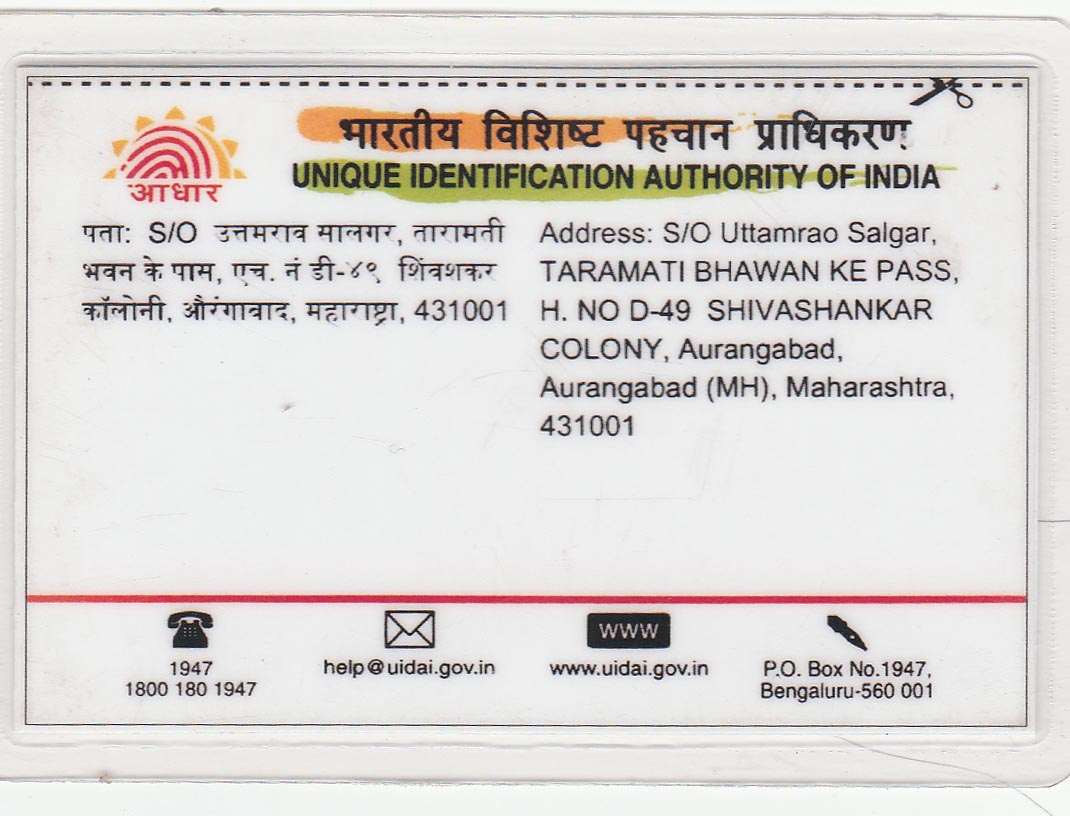 भारतीय विशिष्ट पहचान प्राधिकरण
UNIQUE IDENTIFICATION AUTHORITY OF INDIA
आधार
पता: S/O उत्तमराव सालगर, तारामती
भवन के पास, एच. नं डी-४९ शिंवशकर
कॉलोनी, औरंगाबाद, महाराष्ट्रा, 431001
Address: S/O Uttamrao Salgar,
TARAMATI BHAWAN KE PASS,
H. NO D-49 SHIVASHANKAR
COLONY, Aurangabad,
Aurangabad (MH), Maharashtra,
431001
1947
1800 180 1947
help@uidai.gov.in
www
www.uidai.gov.in
P.O. Box No.1947,
Bengaluru-560 001